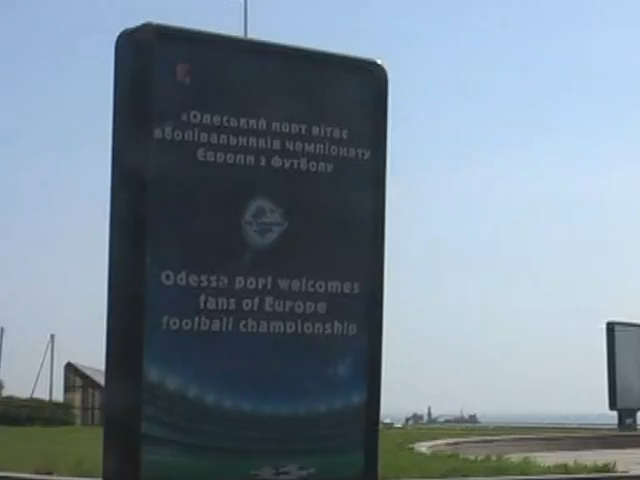 «Одеський порт вітає
вболівальників чемпіонату
Європи з футболу
Odessa port welcomes
fans of Europe
football championship